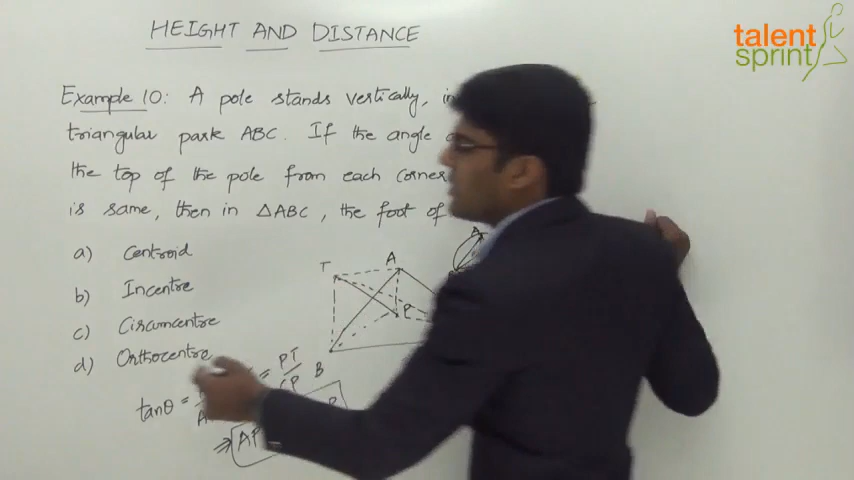 HEIGHT AND DISTANCE
talent
sprint
Example 10: A pole stands vertically, in
triangular park ABC. If the angle
the top of the pole from each corner
is same, then in △ABC, the foot of
a) Centroid
b) Incentre
c) Circumcentre
d) Orthocentre
A
T A
P
B
tanθ = = PT
CP
⇒ AP